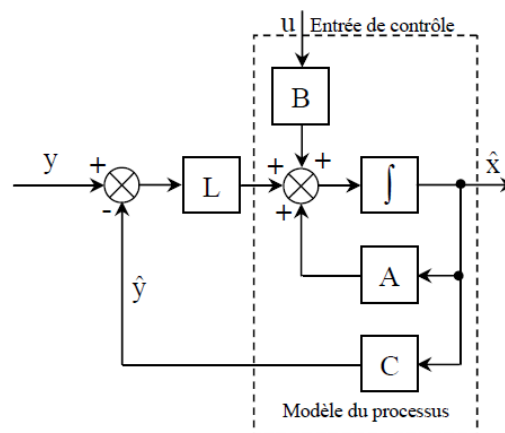 u Entrée de contrôle
B
y + + + x̂
L ∫
- +
A
ŷ
C
Modèle du processus